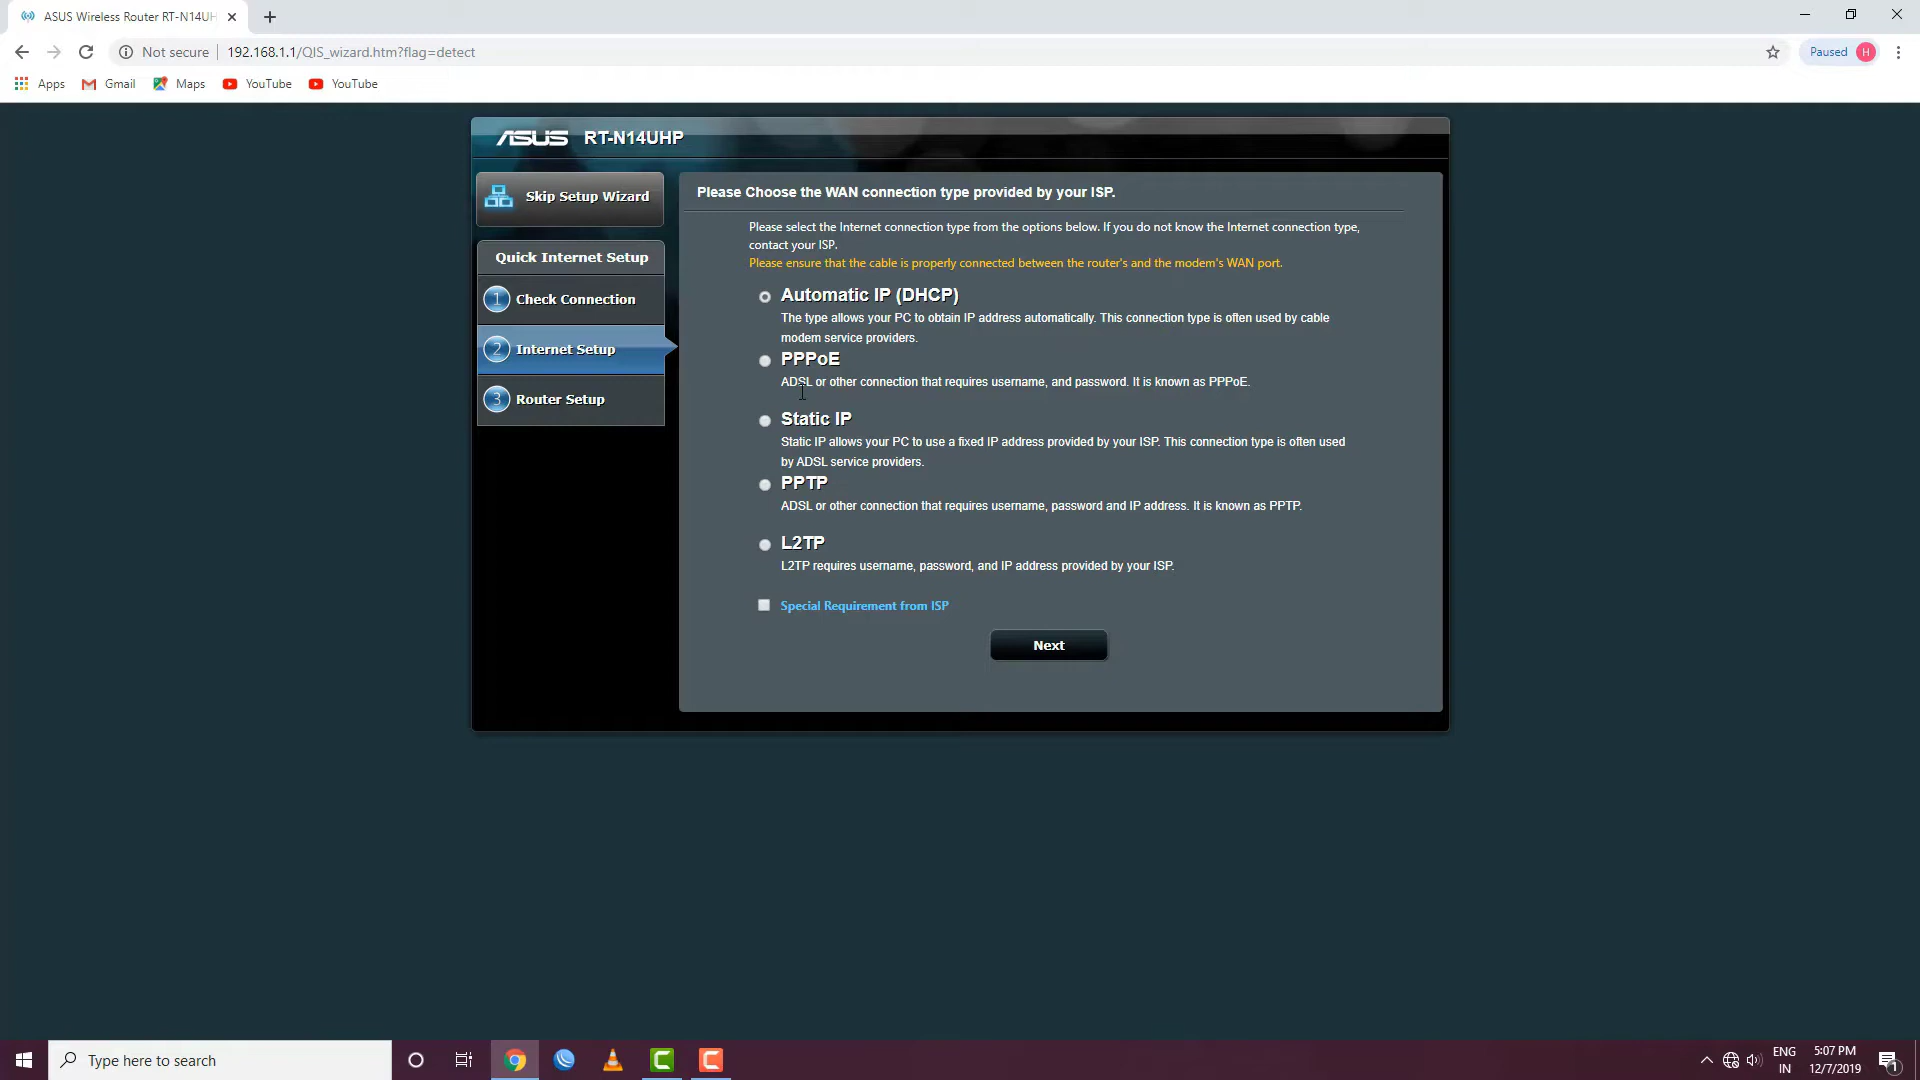 ASUS Wireless Router RT-N14UH
Not secure 192.168.1.1/QIS_wizard.htm?flag=detect
Paused H
Apps Gmail Maps YouTube YouTube
ASUS RT-N14UHP
Skip Setup Wizard
Quick Internet Setup
1 Check Connection
2 Internet Setup
3 Router Setup
Please Choose the WAN connection type provided by your ISP.
Please select the Internet connection type from the options below. If you do not know the Internet connection type,
contact your ISP.
Please ensure that the cable is properly connected between the router's and the modem's WAN port.
Automatic IP (DHCP)
The type allows your PC to obtain IP address automatically. This connection type is often used by cable
modem service providers.
PPPoE
ADSL or other connection that requires username, and password. It is known as PPPoE.
Static IP
Static IP allows your PC to use a fixed IP address provided by your ISP. This connection type is often used
by ADSL service providers.
PPTP
ADSL or other connection that requires username, password and IP address. It is known as PPTP.
L2TP
L2TP requires username, password, and IP address provided by your ISP.
Special Requirement from ISP
Next
Type here to search
ENG
IN
5:07 PM
12/7/2019
1